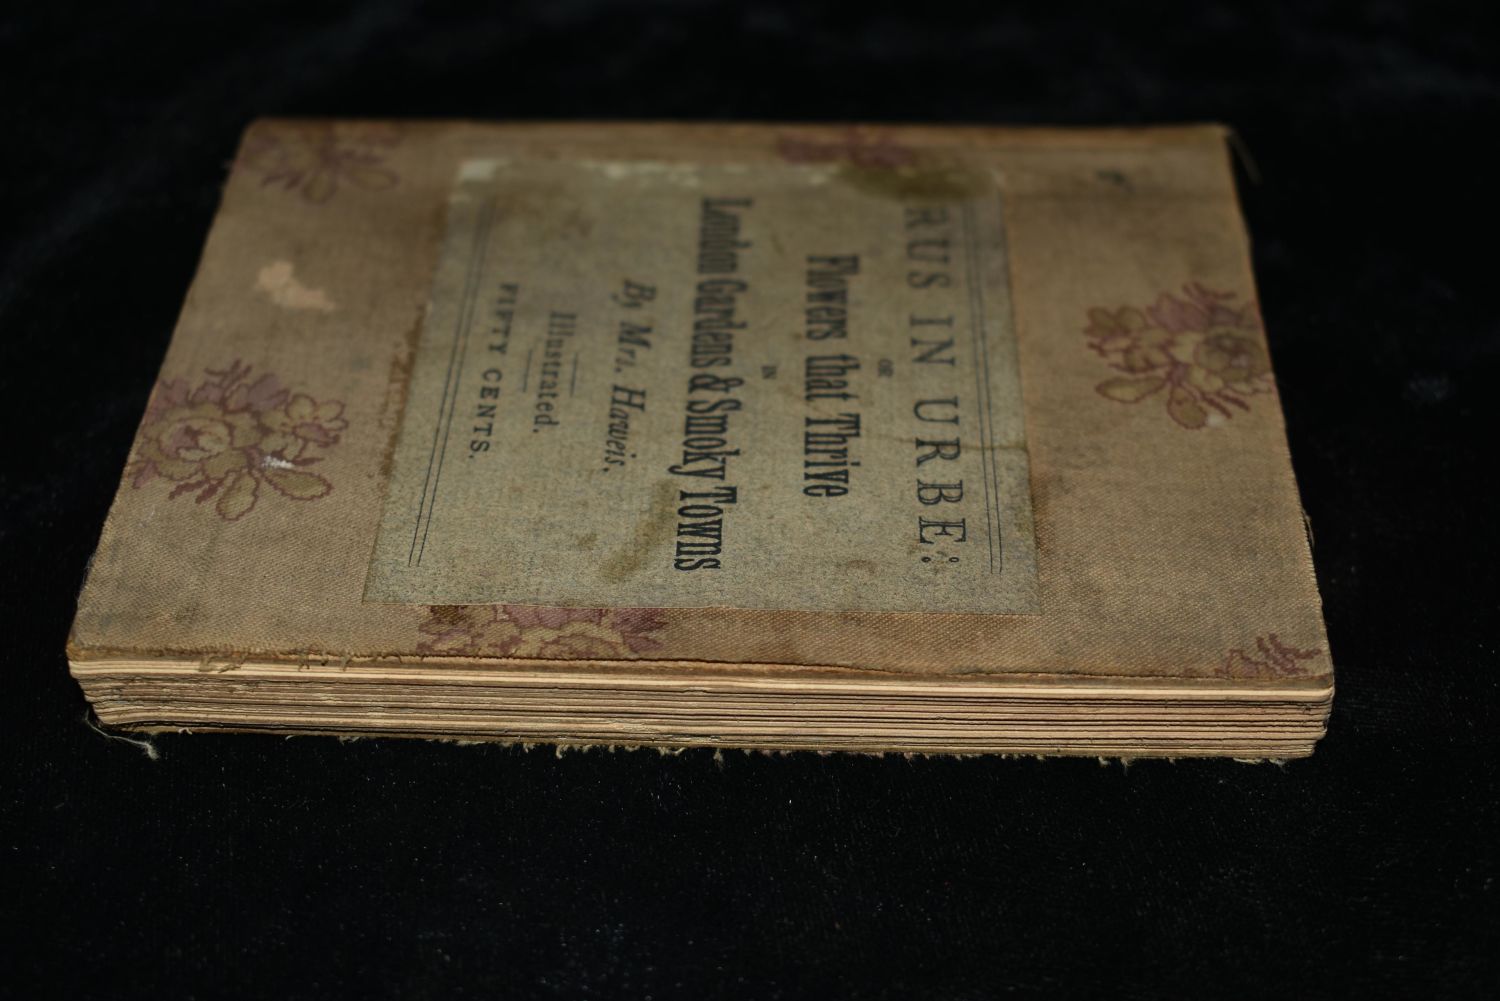 RUS IN URBE:
OR
Flowers that Thrive
IN
London Gardens & Smoky Towns
By Mrs. Haweis,
Illustrated.
FIFTY CENTS.